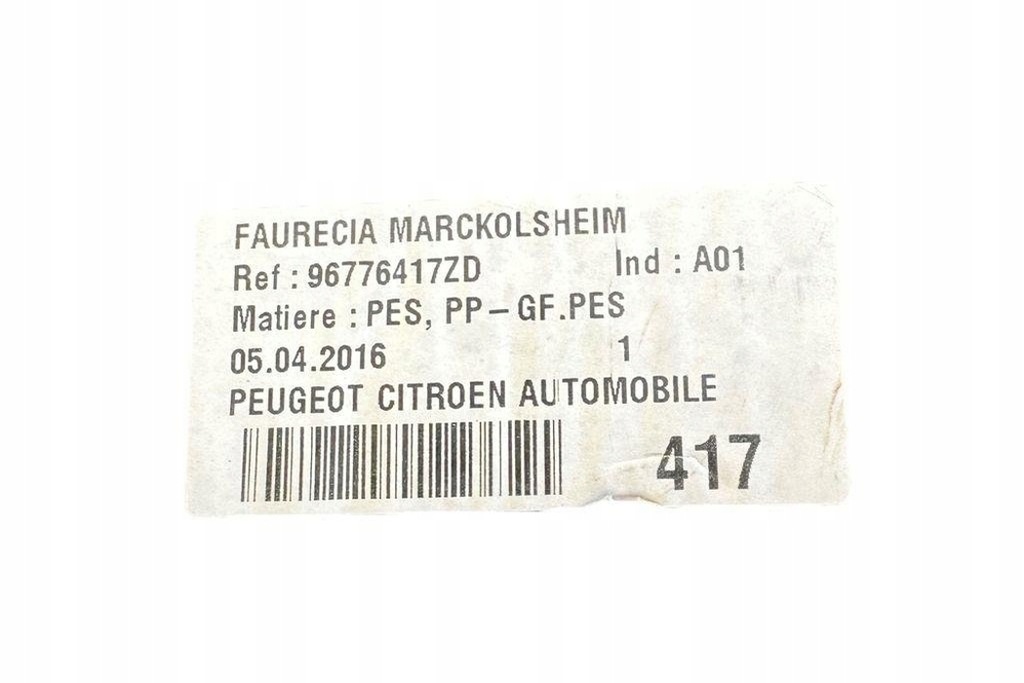 FAURECIA MARCKOLSHEIM
Ref : 96776417ZD Ind : A01
Matiere : PES, PP-GF.PES
05.04.2016 1
PEUGEOT CITROEN AUTOMOBILE
417